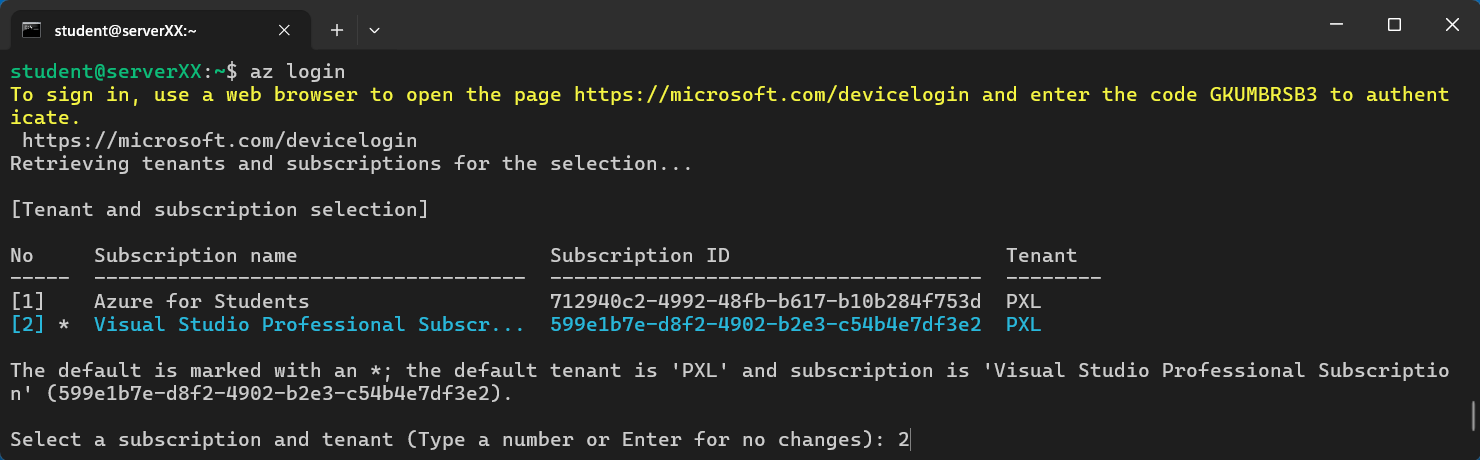 student@serverXX:~
student@serverXX:~$ az login
To sign in, use a web browser to open the page https://microsoft.com/devicelogin and enter the code GKUMBRSB3 to authent
icate.
https://microsoft.com/devicelogin
Retrieving tenants and subscriptions for the selection...
[Tenant and subscription selection]
No Subscription name Subscription ID Tenant
----- ------------------------------------ ------------------------------------ --------
[1] Azure for Students 712940c2-4992-48fb-b617-b10b284f753d PXL
[2] * Visual Studio Professional Subscr... 599e1b7e-d8f2-4902-b2e3-c54b4e7df3e2 PXL
The default is marked with an *; the default tenant is 'PXL' and subscription is 'Visual Studio Professional Subscriptio
n' (599e1b7e-d8f2-4902-b2e3-c54b4e7df3e2).
Select a subscription and tenant (Type a number or Enter for no changes): 2